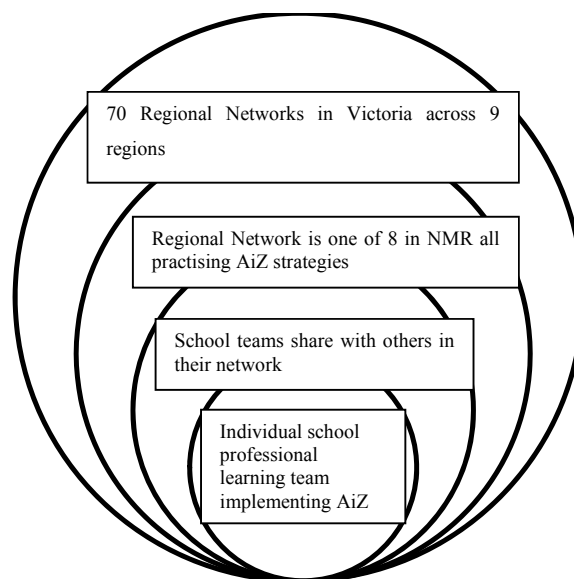 70 Regional Networks in Victoria across 9
regions
Regional Network is one of 8 in NMR all
practising AiZ strategies
School teams share with others in
their network
Individual school
professional
learning team
implementing AiZ